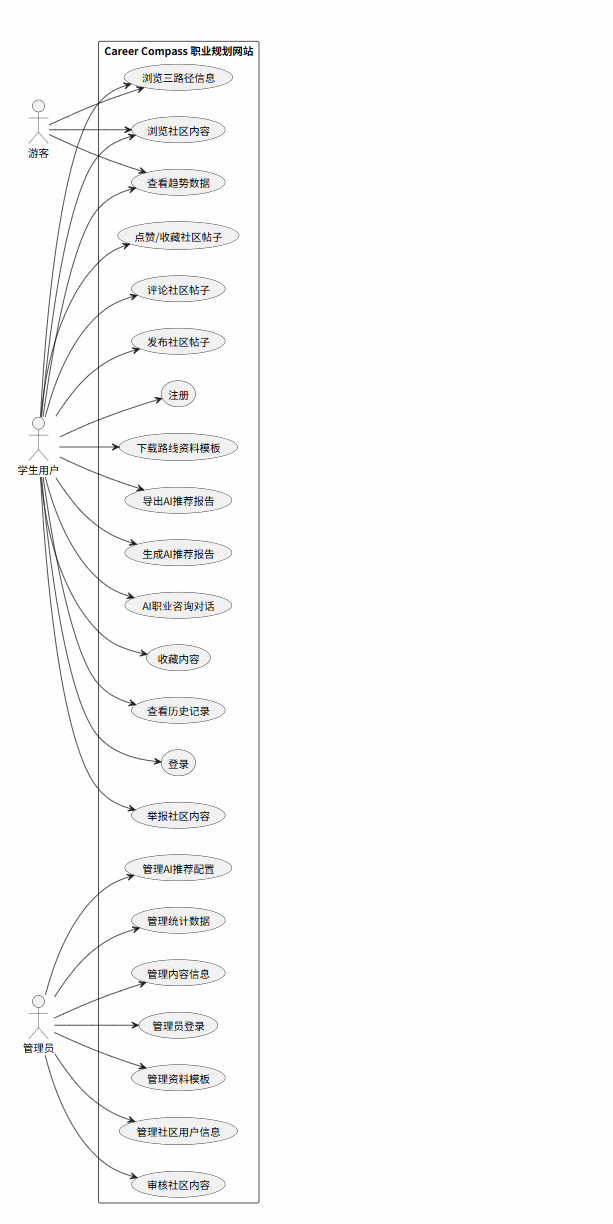 Career Compass 职业规划网站
浏览三路径信息
浏览社区内容
游客
查看趋势数据
点赞/收藏社区帖子
评论社区帖子
发布社区帖子
注册
下载路线资料模板
学生用户
导出AI推荐报告
生成AI推荐报告
AI职业咨询对话
收藏内容
查看历史记录
登录
举报社区内容
管理AI推荐配置
管理统计数据
管理内容信息
管理员登录
管理员
管理资料模板
管理社区用户信息
审核社区内容